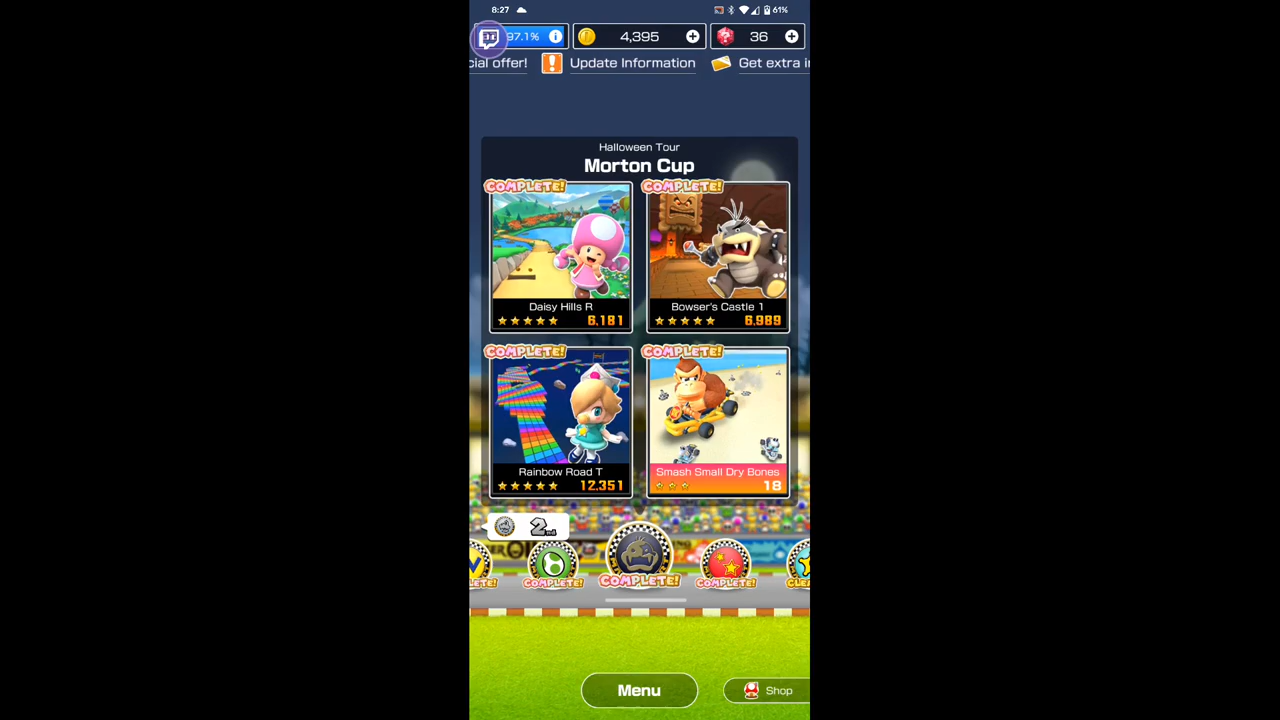 8:27
61%
97.1%
4,395
36
cial offer!
Update Information
Get extra i
Halloween Tour
Morton Cup
COMPLETE!
COMPLETE!
Daisy Hills R
6,181
Bowser's Castle 1
6,989
COMPLETE!
COMPLETE!
Rainbow Road T
12,351
Smash Small Dry Bones
18
2nd
LETE!
COMPLETE!
COMPLETE!
COMPLETE!
CLEA
Menu
Shop